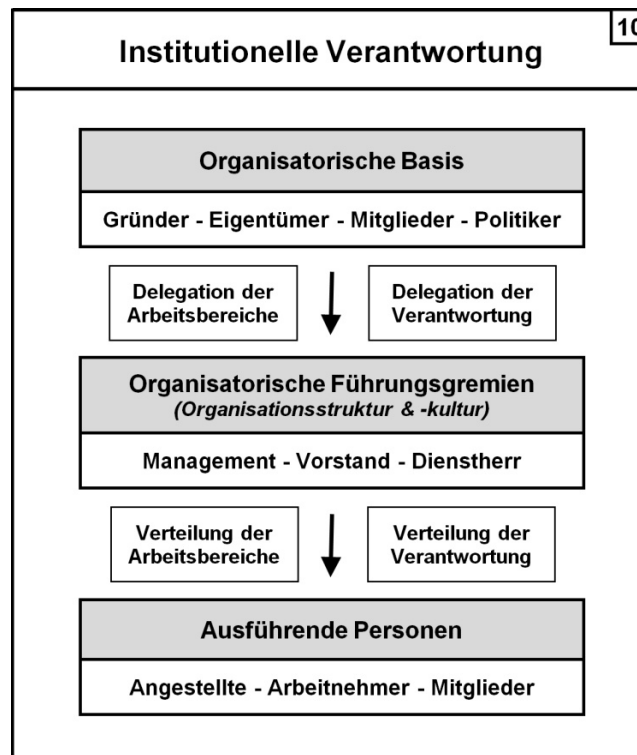 10
Institutionelle Verantwortung
Organisatorische Basis
Gründer - Eigentümer - Mitglieder - Politiker
Delegation der
Arbeitsbereiche
Delegation der
Verantwortung
Organisatorische Führungsgremien
(Organisationsstruktur & -kultur)
Management - Vorstand - Dienstherr
Verteilung der
Arbeitsbereiche
Verteilung der
Verantwortung
Ausführende Personen
Angestellte - Arbeitnehmer - Mitglieder